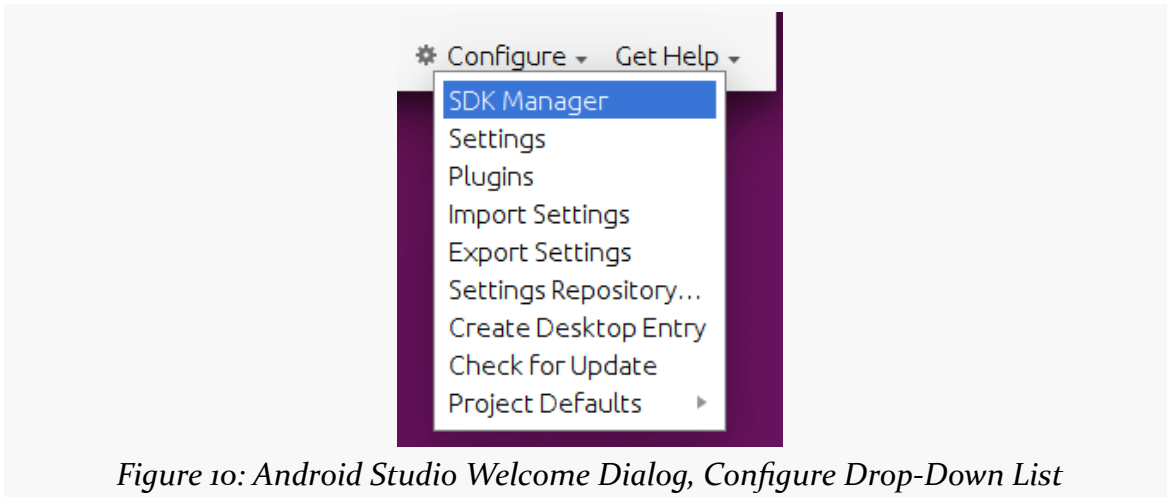 Configure Get Help
SDK Manager
Settings
Plugins
Import Settings
Export Settings
Settings Repository...
Create Desktop Entry
Check for Update
Project Defaults
Figure 10: Android Studio Welcome Dialog, Configure Drop-Down List